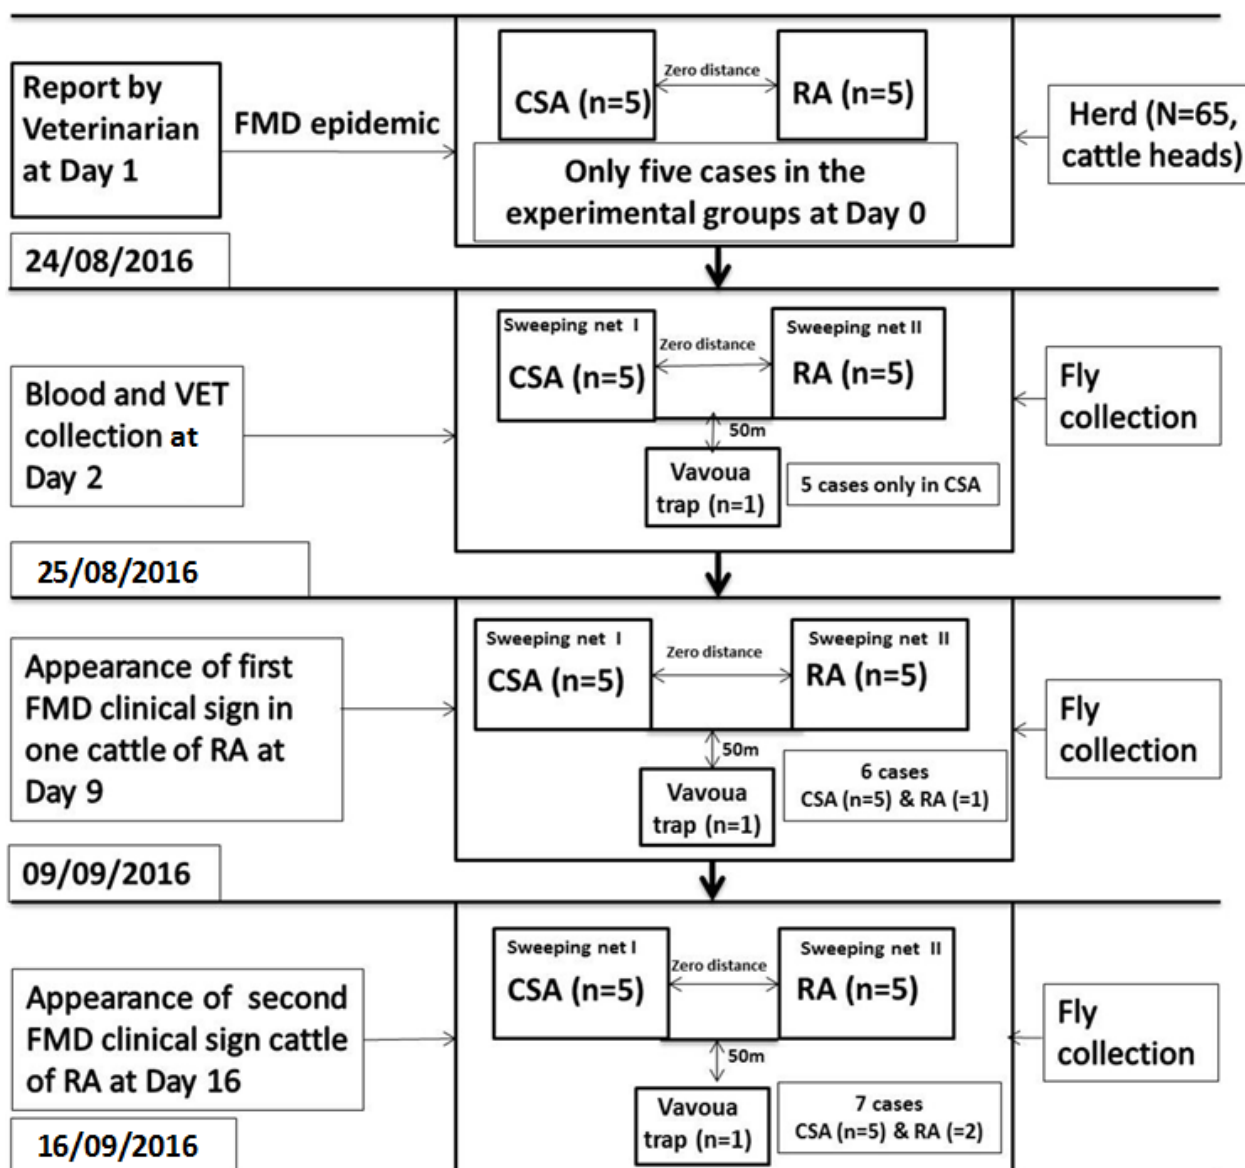 Report by
Veterinarian
at Day 1
FMD epidemic
CSA (n=5)
Zero distance
RA (n=5)
Only five cases in the
experimental groups at Day 0
Herd (N=65,
cattle heads)
24/08/2016
Blood and VET
collection at
Day 2
Sweeping net I
CSA (n=5)
Zero distance
Sweeping net II
RA (n=5)
50m
Vavoua
trap (n=1)
5 cases only in CSA
Fly
collection
25/08/2016
Appearance of first
FMD clinical sign in
one cattle of RA at
Day 9
Sweeping net I
CSA (n=5)
Zero distance
Sweeping net II
RA (n=5)
50m
Vavoua
trap (n=1)
6 cases
CSA (n=5) & RA (=1)
Fly
collection
09/09/2016
Appearance of second
FMD clinical sign cattle
of RA at Day 16
Sweeping net I
CSA (n=5)
Zero distance
Sweeping net II
RA (n=5)
50m
Vavoua
trap (n=1)
7 cases
CSA (n=5) & RA (=2)
Fly
collection
16/09/2016